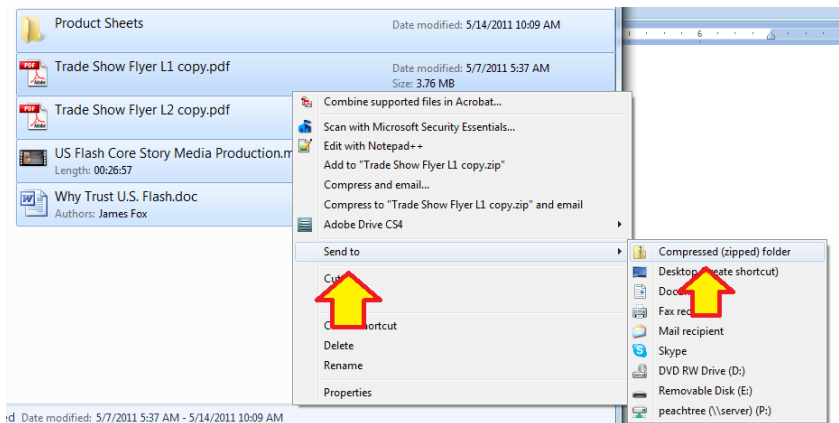 Product Sheets
Date modified: 5/14/2011 10:09 AM
6
Trade Show Flyer L1 copy.pdf
Date modified: 5/7/2011 5:37 AM
Size: 3.76 MB
Trade Show Flyer L2 copy.pdf
US Flash Core Story Media Production.m
Length: 00:26:57
Why Trust U.S. Flash.doc
Authors: James Fox
Combine supported files in Acrobat...
Scan with Microsoft Security Essentials...
Edit with Notepad++
Add to "Trade Show Flyer L1 copy.zip"
Compress and email...
Compress to "Trade Show Flyer L1 copy.zip" and email
Adobe Drive CS4
Send to
Cut
Delete
Rename
Properties
Compressed (zipped) folder
Desktop (create shortcut)
Fax
Mail recipient
Skype
DVD RW Drive (D:)
Removable Disk (E:)
peachtree (\\server) (P:)
Date modified: 5/7/2011 5:37 AM - 5/14/2011 10:09 AM